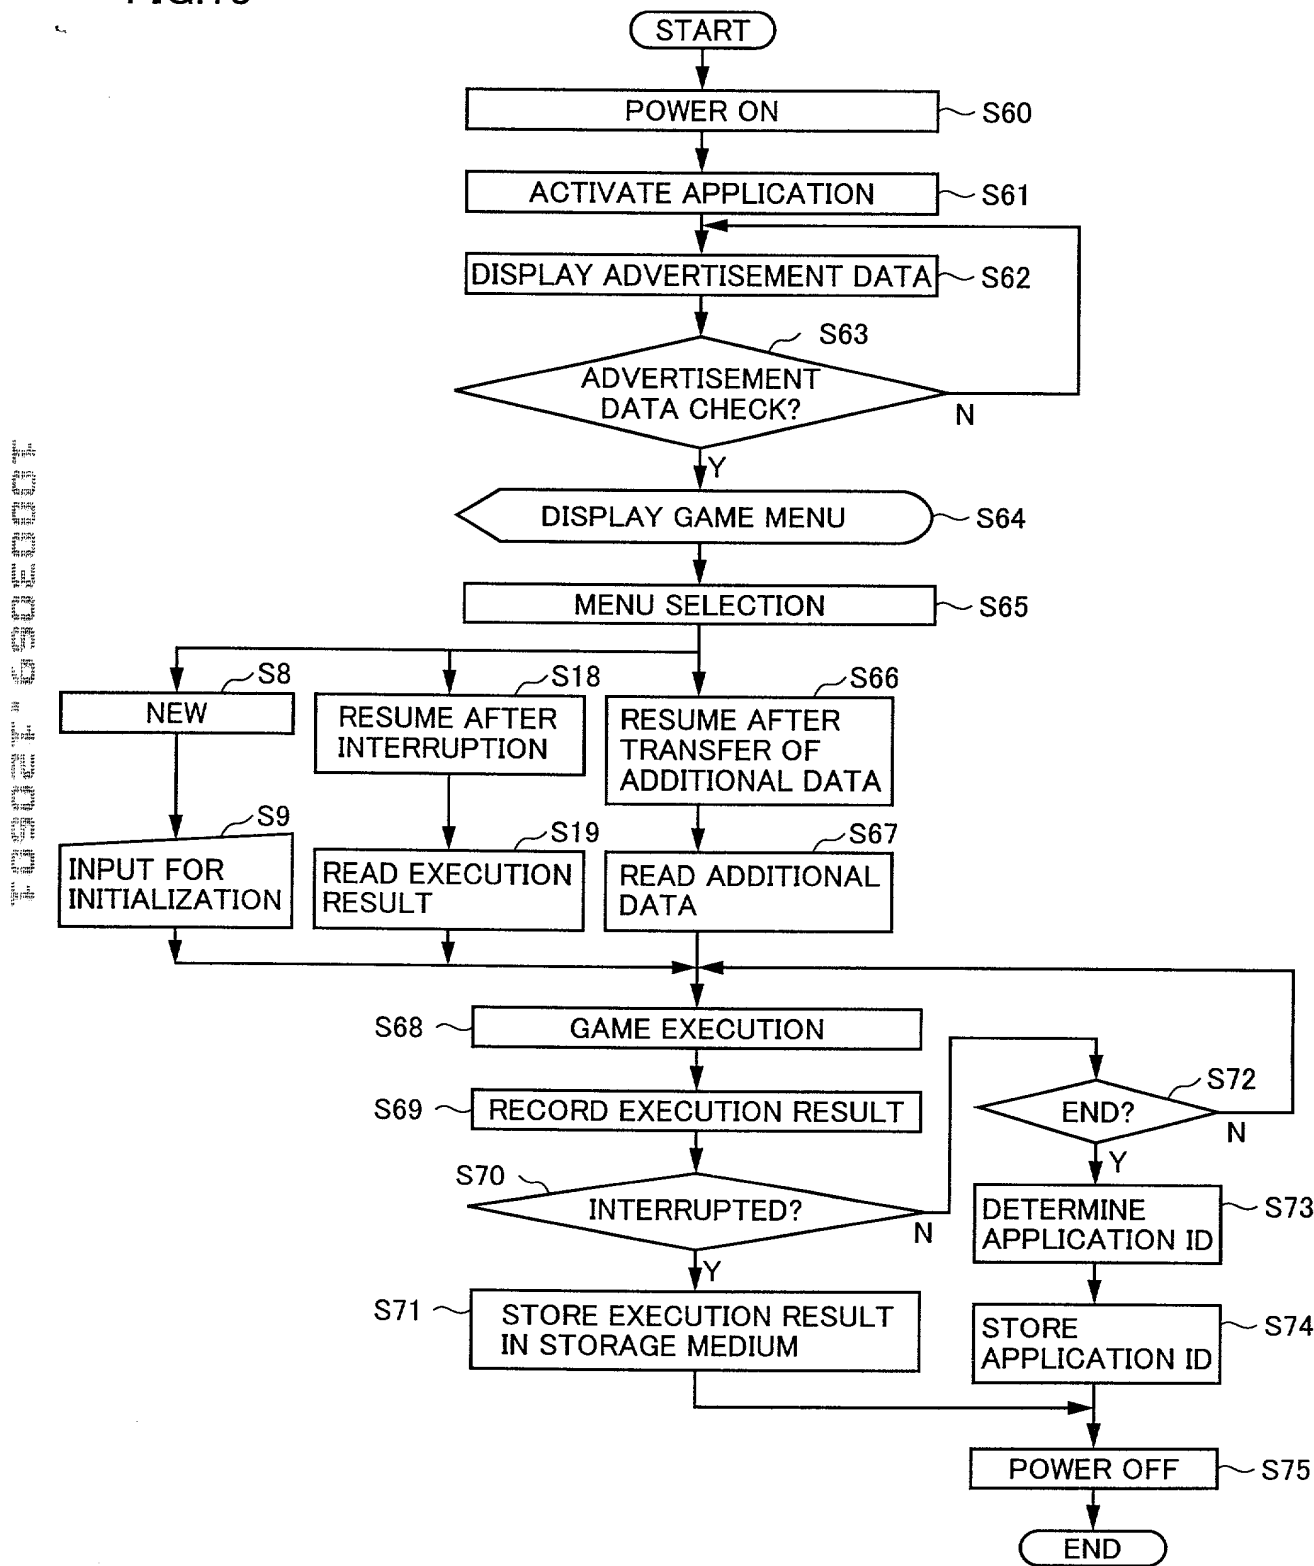 START
POWER ON
S60
ACTIVATE APPLICATION
S61
DISPLAY ADVERTISEMENT DATA
S62
S63
ADVERTISEMENT
DATA CHECK?
N
Y
DISPLAY GAME MENU
S64
MENU SELECTION
S65
S8
NEW
S18
RESUME AFTER
INTERRUPTION
S66
RESUME AFTER
TRANSFER OF
ADDITIONAL DATA
S9
INPUT FOR
INITIALIZATION
S19
READ EXECUTION
RESULT
S67
READ ADDITIONAL
DATA
S68
GAME EXECUTION
S69
RECORD EXECUTION RESULT
S70
INTERRUPTED?
N
Y
S72
END?
N
Y
S71
STORE EXECUTION RESULT
IN STORAGE MEDIUM
DETERMINE
APPLICATION ID
S73
STORE
APPLICATION ID
S74
POWER OFF
S75
END